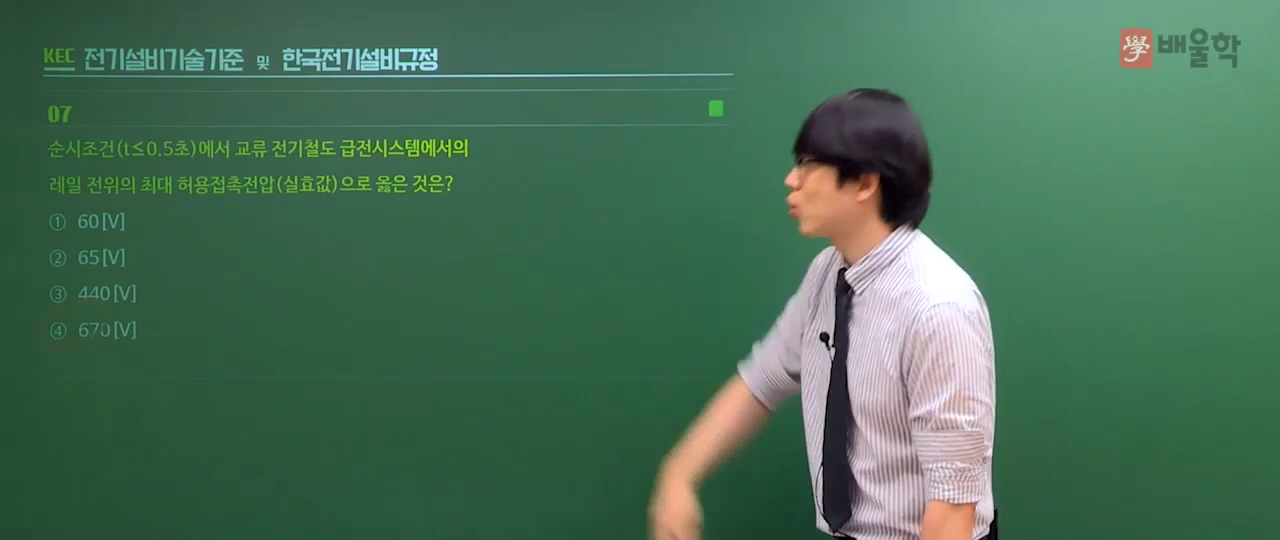 KEC 전기설비기술기준 및 한국전기설비규정
學 배울학
07
순시조건(t≤0.5초)에서 교류 전기철도 급전시스템에서의
레일 전위의 최대 허용접촉전압(실효값)으로 옳은 것은?
① 60[V]
② 65[V]
③ 440[V]
④ 670[V]